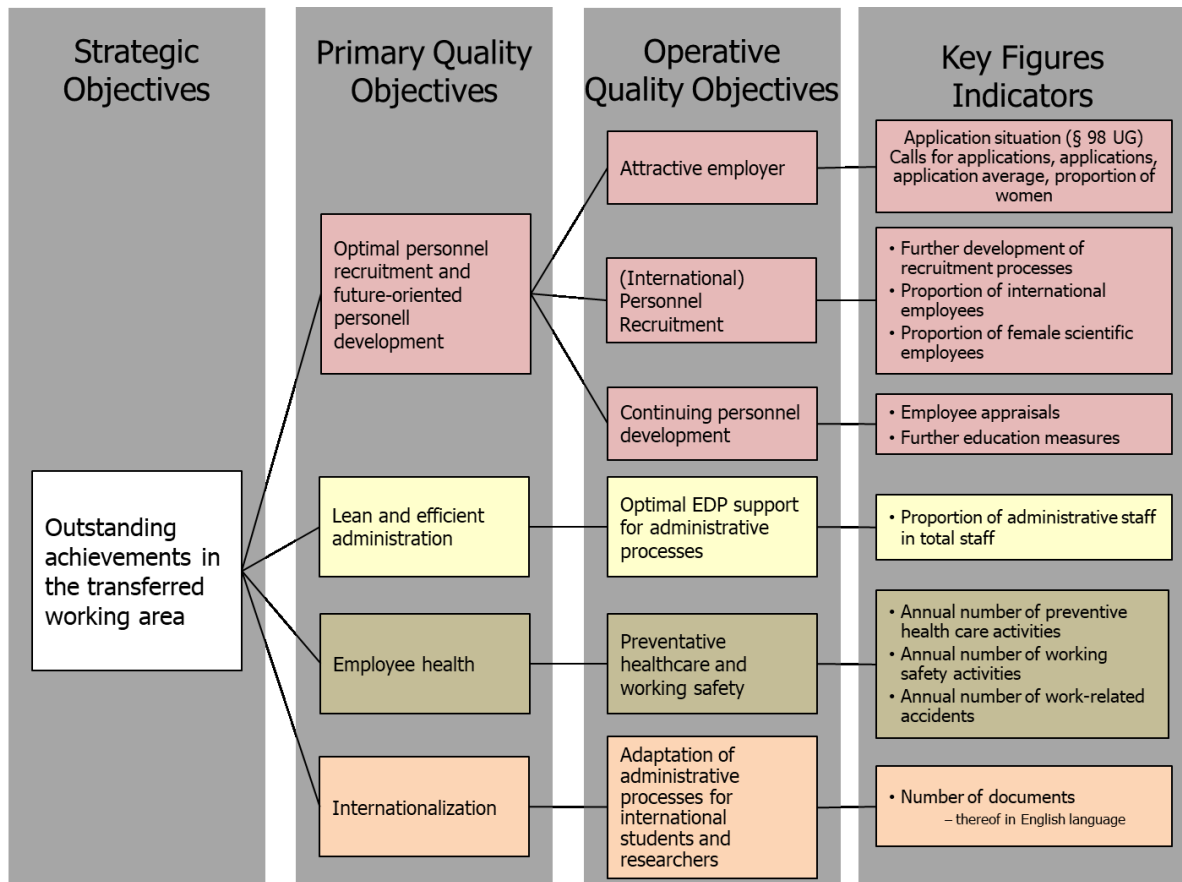 Strategic
Objectives
Primary Quality
Objectives
Operative
Quality Objectives
Key Figures
Indicators
Outstanding
achievements in
the transferred
working area
Optimal personnel
recruitment and
future-oriented
personell
development
Attractive employer
Application situation (§ 98 UG)
Calls for applications, applications,
application average, proportion of
women
(International)
Personnel
Recruitment
• Further development of
recruitment processes
• Proportion of international
employees
• Proportion of female scientific
employees
Continuing personnel
development
• Employee appraisals
• Further education measures
Lean and efficient
administration
Optimal EDP support
for administrative
processes
• Proportion of administrative staff
in total staff
Employee health
Preventative
healthcare and
working safety
• Annual number of preventive
health care activities
• Annual number of working
safety activities
• Annual number of work-related
accidents
Internationalization
Adaptation of
administrative
processes for
international
students and
researchers
• Number of documents
– thereof in English language